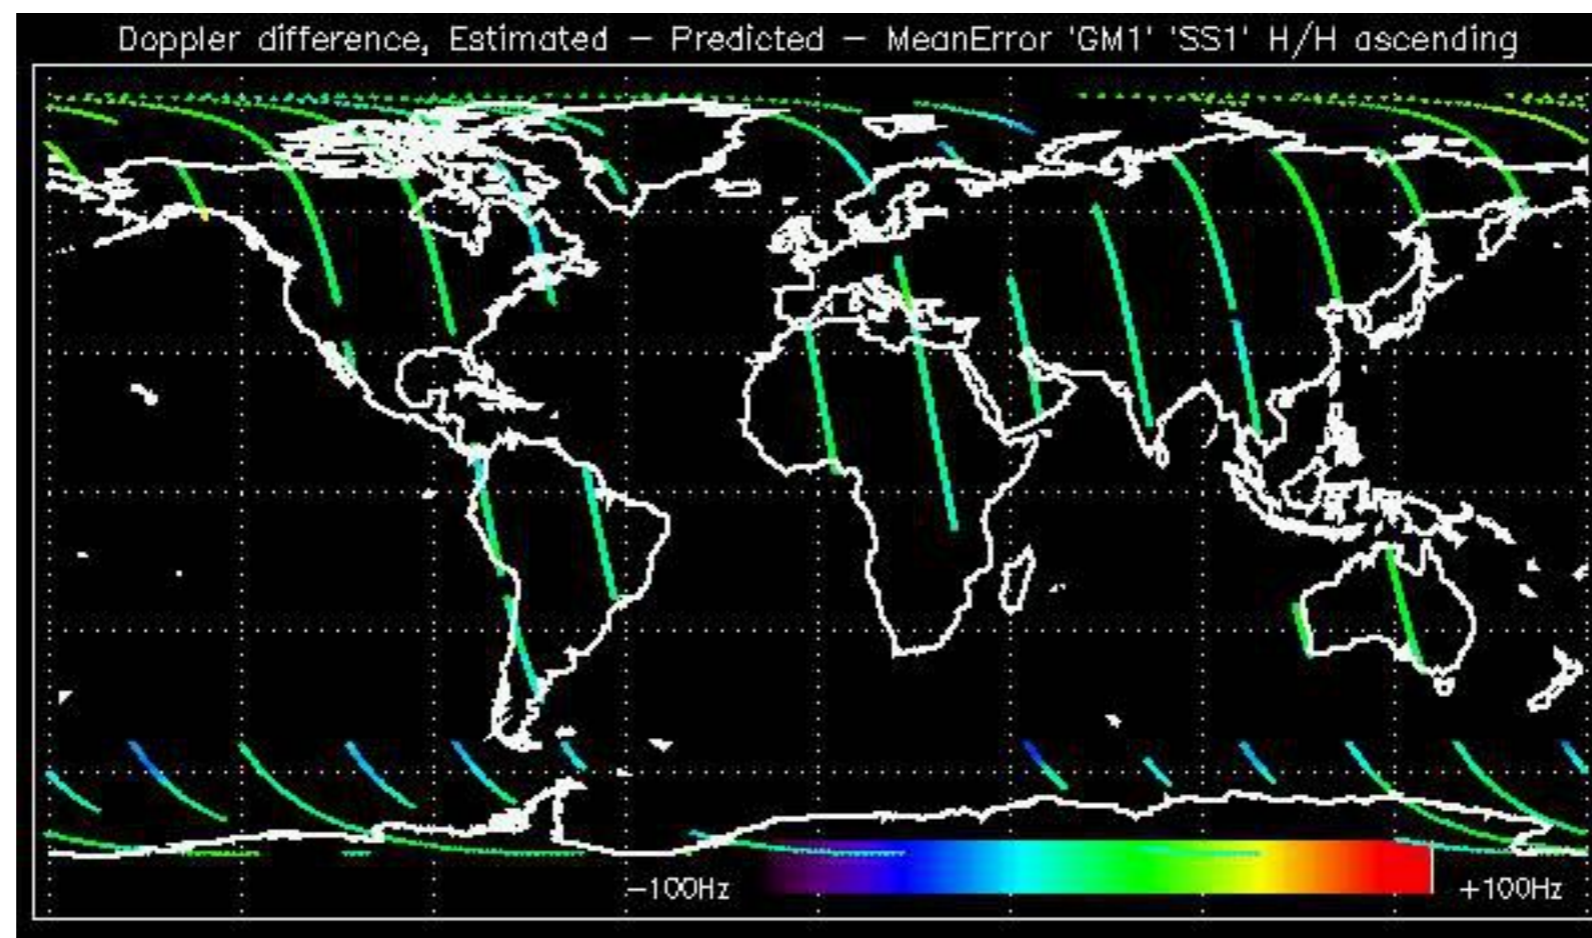 Doppler difference, Estimated – Predicted – MeanError 'GM1' 'SS1' H/H ascending
–100Hz
+100Hz